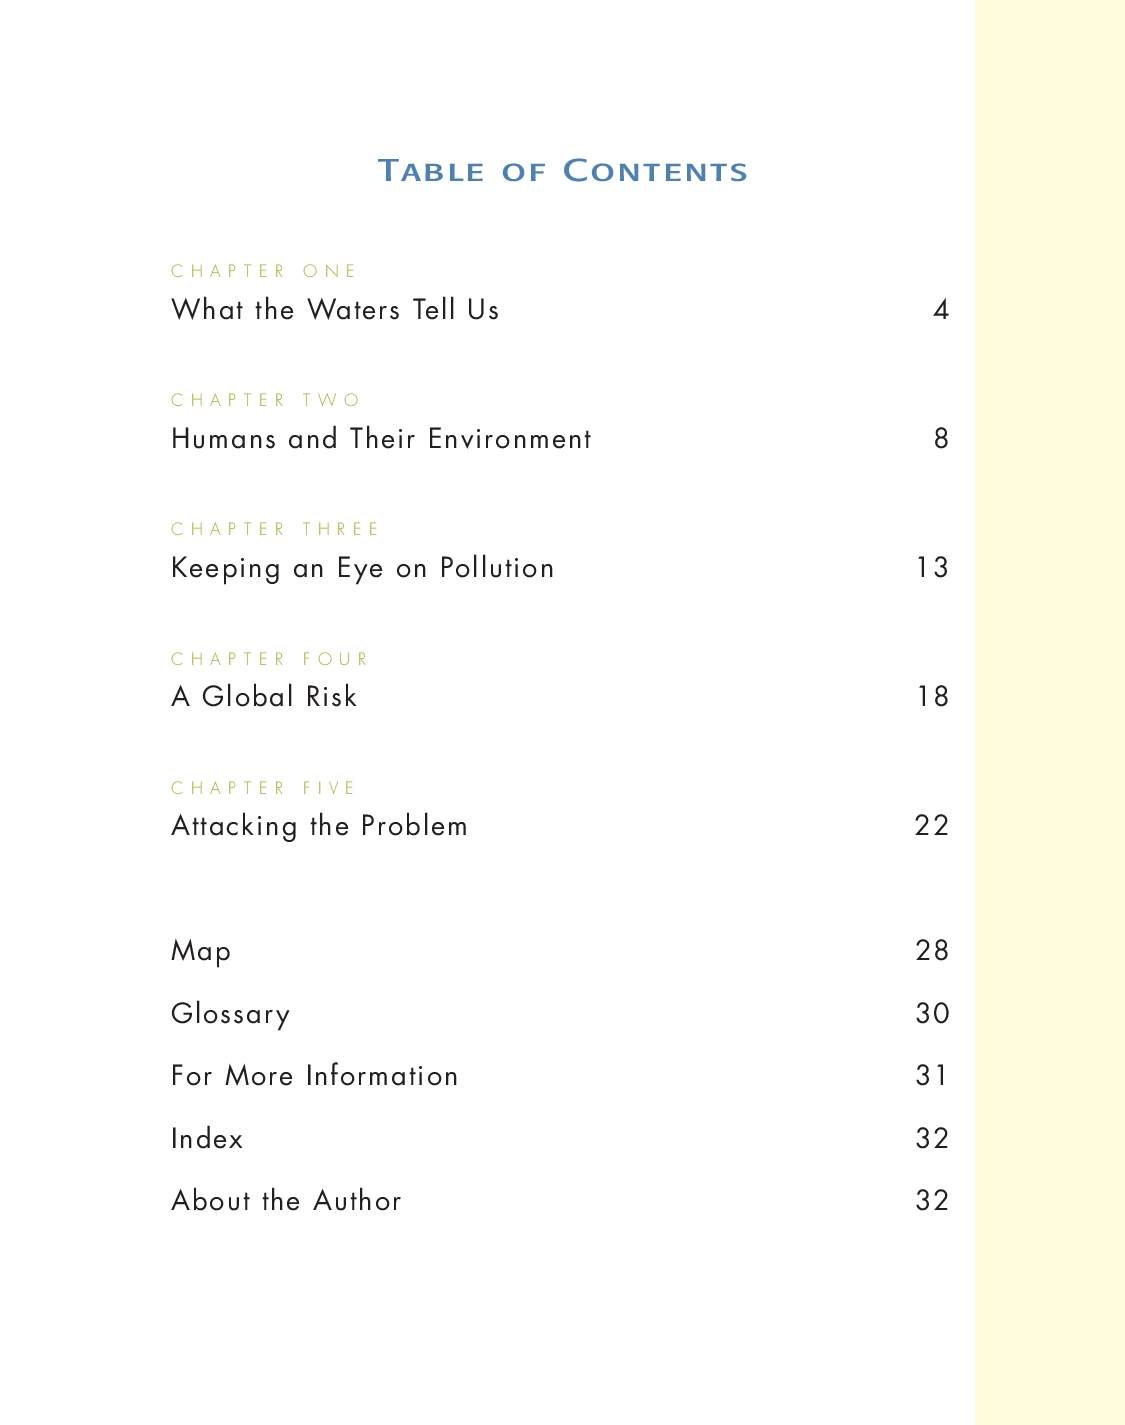 TABLE OF CONTENTS
CHAPTER ONE
What the Waters Tell Us 4
CHAPTER TWO
Humans and Their Environment 8
CHAPTER THREE
Keeping an Eye on Pollution 13
CHAPTER FOUR
A Global Risk 18
CHAPTER FIVE
Attacking the Problem 22
Map 28
Glossary 30
For More Information 31
Index 32
About the Author 32